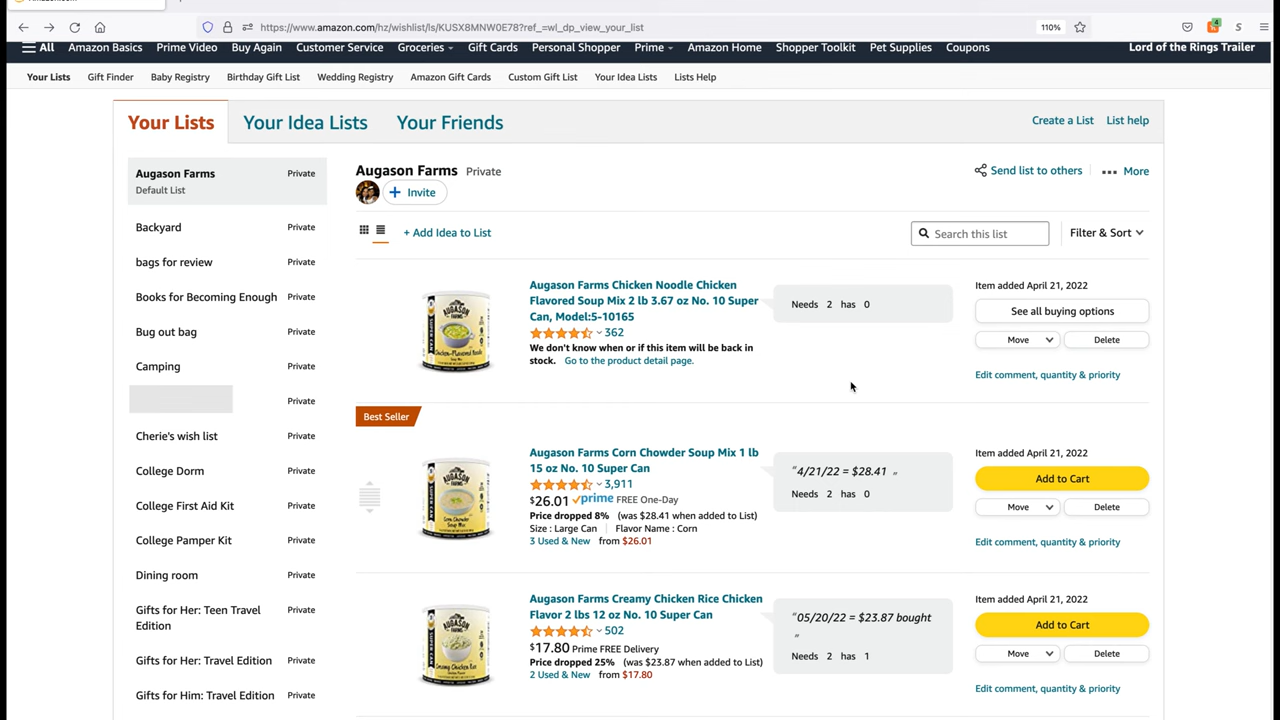 https://www.amazon.com/hz/wishlist/ls/KUSX8MNW0E78?ref_=wl_dp_view_your_list
110%
4
All Amazon Basics Prime Video Buy Again Customer Service Groceries Gift Cards Personal Shopper Prime Amazon Home Shopper Toolkit Pet Supplies Coupons Lord of the Rings Trailer
Your Lists Gift Finder Baby Registry Birthday Gift List Wedding Registry Amazon Gift Cards Custom Gift List Your Idea Lists Lists Help
Your Lists Your Idea Lists Your Friends
Create a List List help
Augason Farms Private
Default List
Backyard Private
bags for review Private
Books for Becoming Enough Private
Bug out bag Private
Camping Private
Private
Cherie's wish list Private
College Dorm Private
College First Aid Kit Private
College Pamper Kit Private
Dining room Private
Gifts for Her: Teen Travel Private
Edition
Gifts for Her: Travel Edition Private
Gifts for Him: Travel Edition Private
Augason Farms Private
Send list to others
More
+ Invite
+ Add Idea to List
Search this list
Filter & Sort
Augason Farms Chicken Noodle Chicken
Flavored Soup Mix 2 lb 3.67 oz No. 10 Super
Can, Model:5-10165
362
We don't know when or if this item will be back in
stock. Go to the product detail page.
Needs 2 has 0
Item added April 21, 2022
See all buying options
Move Delete
Edit comment, quantity & priority
Best Seller
Augason Farms Corn Chowder Soup Mix 1 lb
15 oz No. 10 Super Can
3,911
$26.01 prime FREE One-Day
Price dropped 8% (was $28.41 when added to List)
Size : Large Can | Flavor Name : Corn
3 Used & New from $26.01
"4/21/22 = $28.41 "
Needs 2 has 0
Item added April 21, 2022
Add to Cart
Move Delete
Edit comment, quantity & priority
Augason Farms Creamy Chicken Rice Chicken
Flavor 2 lbs 12 oz No. 10 Super Can
502
$17.80 Prime FREE Delivery
Price dropped 25% (was $23.87 when added to List)
2 Used & New from $17.80
"05/20/22 = $23.87 bought
"
Needs 2 has 1
Item added April 21, 2022
Add to Cart
Move Delete
Edit comment, quantity & priority
AUGASON
FARMS
AUGASON
FARMS
AUGASON
FARMS